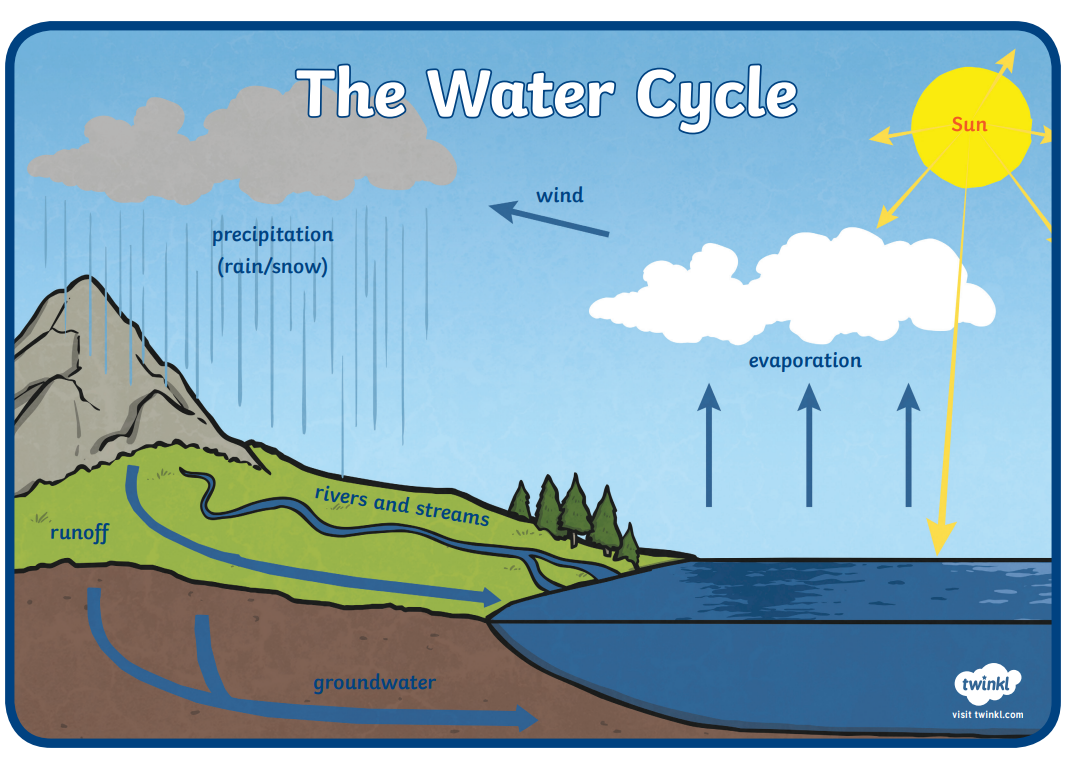 The Water Cycle
Sun
wind
precipitation
(rain/snow)
evaporation
rivers and streams
runoff
groundwater
twinkl
visit twinkl.com